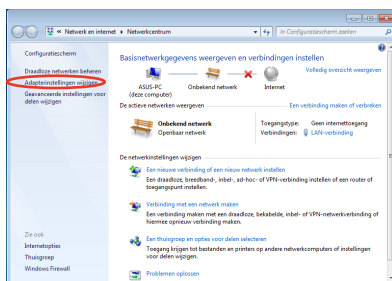 « Netwerk en internet ▸ Netwerkcentrum
In Configuratiescherm zoeken
Configuratiescherm
Draadloze netwerken beheren
Adapterinstellingen wijzigen
Geavanceerde instellingen voor
delen wijzigen
Basisnetwerkgegevens weergeven en verbindingen instellen
Volledig overzicht weergeven
ASUS-PC
(deze computer)
Onbekend netwerk
Internet
De actieve netwerken weergeven
Een verbinding maken of verbreken
Onbekend netwerk
Openbaar netwerk
Toegangstype: Geen internettoegang
Verbindingen: LAN-verbinding
De netwerkinstellingen wijzigen
Een nieuwe verbinding of een nieuw netwerk instellen
Een draadloze, breedband-, inbel-, ad-hoc- of VPN-verbinding instellen of een router of
toegangspunt instellen.
Verbinding met een netwerk maken
Een verbinding maken met een draadloze, bekabelde, inbel- of VPN-netwerkverbinding of
hiermee opnieuw verbinding maken.
Een thuisgroep en opties voor delen selecteren
Toegang krijgen tot bestanden en printers op andere netwerkcomputers of instellingen
voor delen wijzigen.
Problemen oplossen
Zie ook
Internetopties
Thuisgroep
Windows Firewall